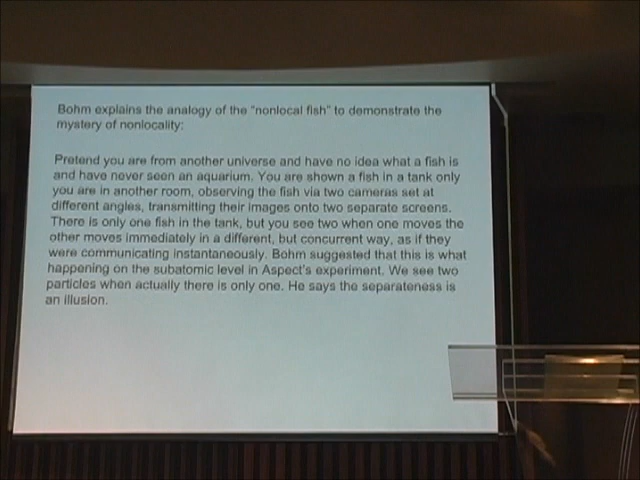 Bohm explains the analogy of the "nonlocal fish" to demonstrate the
mystery of nonlocality:
Pretend you are from another universe and have no idea what a fish is
and have never seen an aquarium. You are shown a fish in a tank only
you are in another room, observing the fish via two cameras set at
different angles, transmitting their images onto two separate screens.
There is only one fish in the tank, but you see two when one moves the
other moves immediately in a different, but concurrent way, as if they
were communicating instantaneously. Bohm suggested that this is what
happening on the subatomic level in Aspect's experiment. We see two
particles when actually there is only one. He says the separateness is
an illusion.